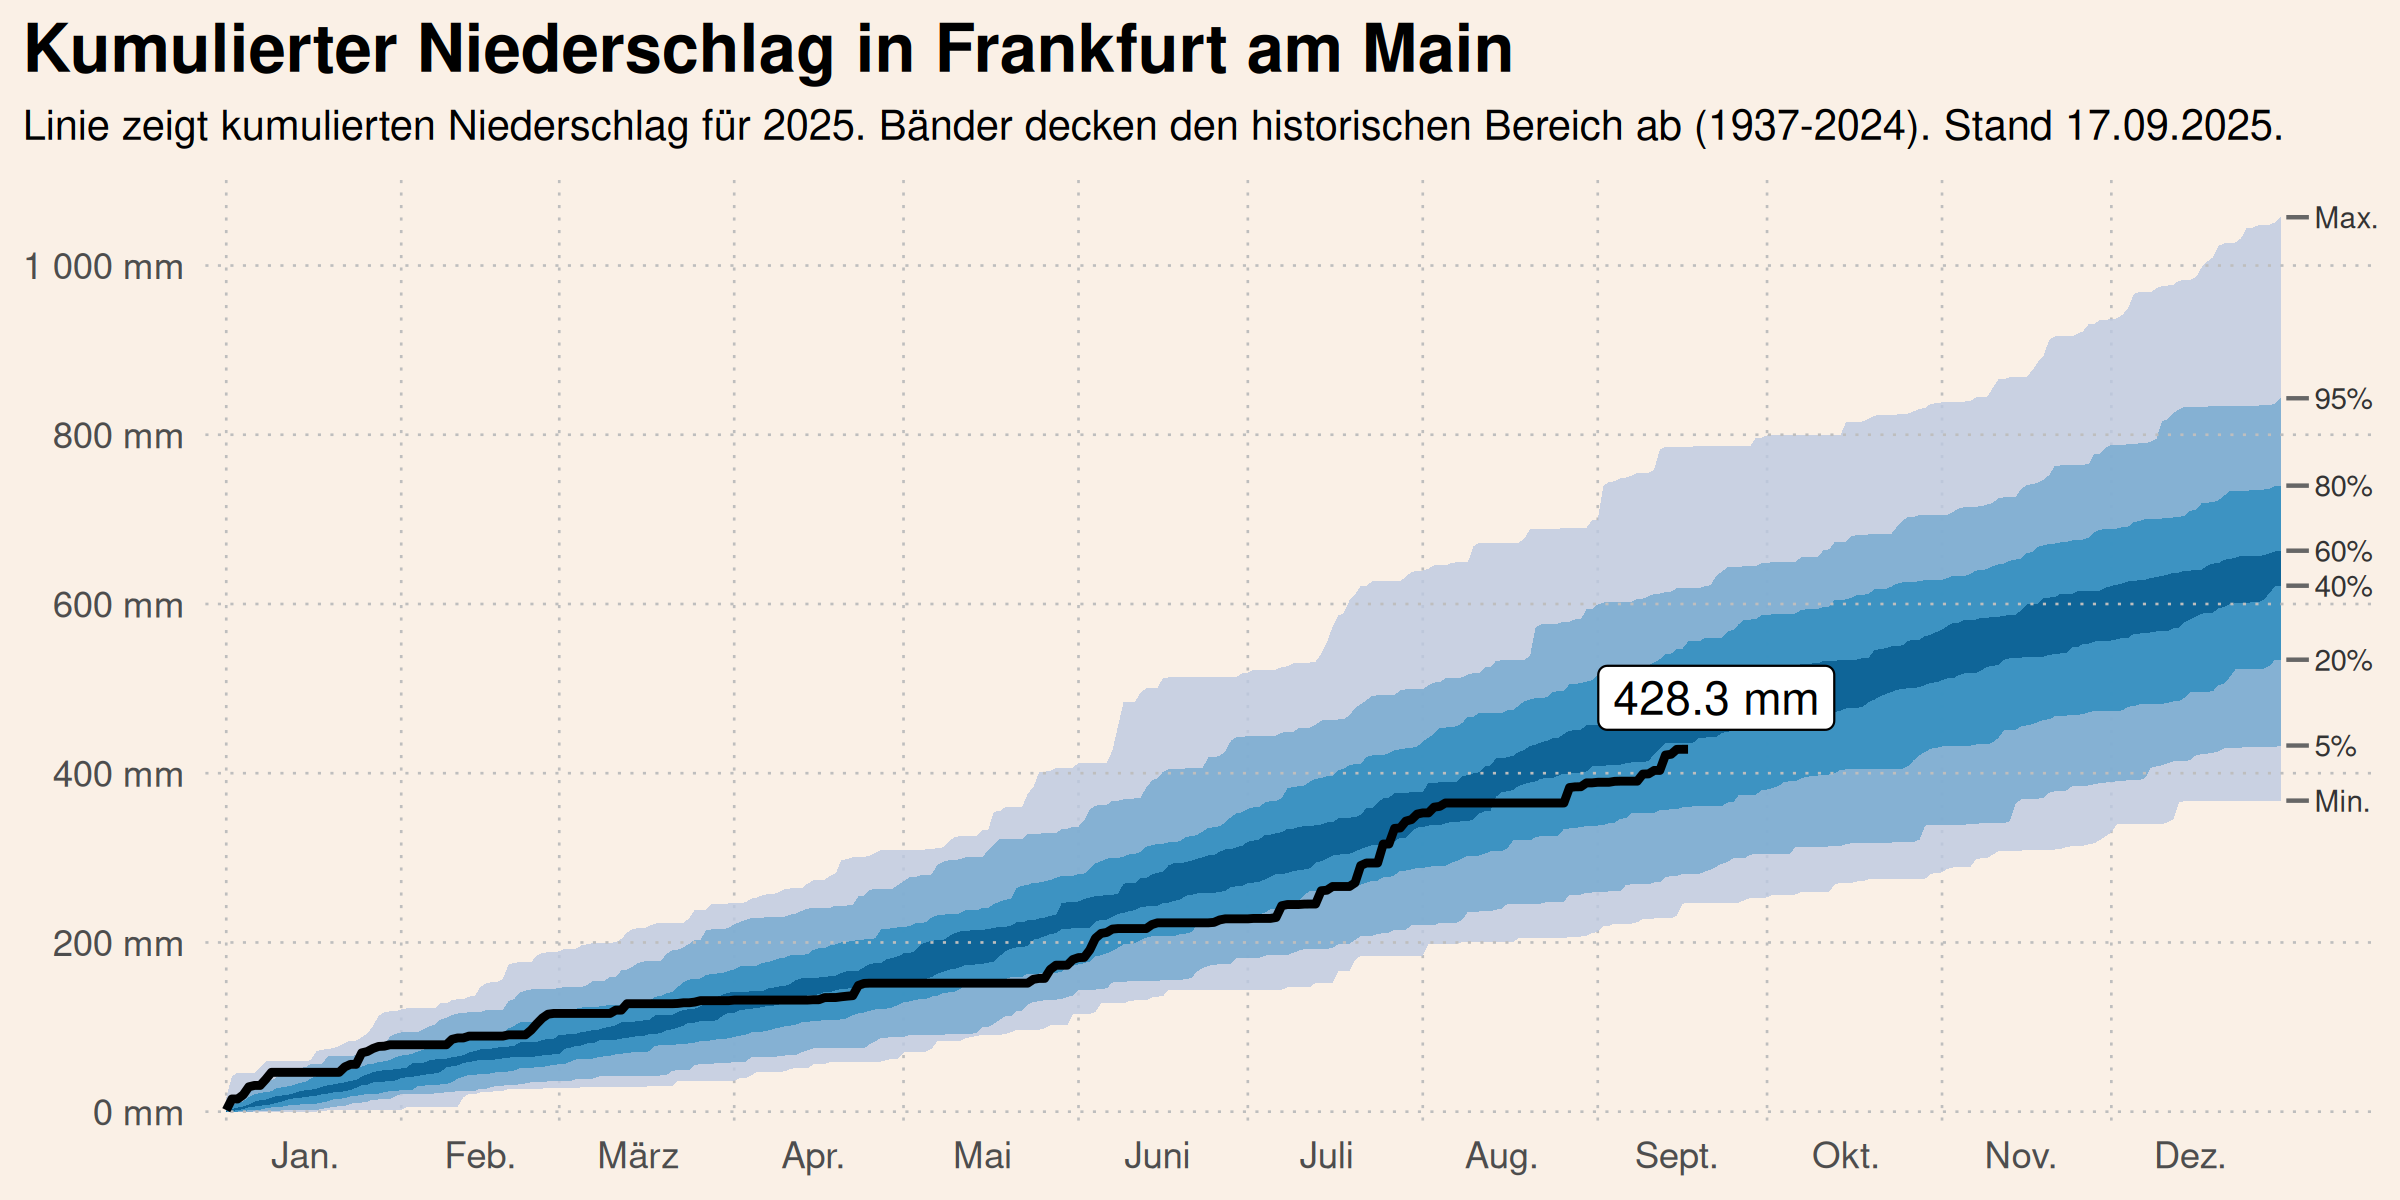 Kumulierter Niederschlag in Frankfurt am Main
Linie zeigt kumulierten Niederschlag für 2025. Bänder decken den historischen Bereich ab (1937-2024). Stand 17.09.2025.
Max.
1 000 mm
95%
800 mm
80%
60%
40%
600 mm
20%
428.3 mm
5%
400 mm
Min.
200 mm
0 mm
Jan. Feb. März Apr. Mai Juni Juli Aug. Sept. Okt. Nov. Dez.